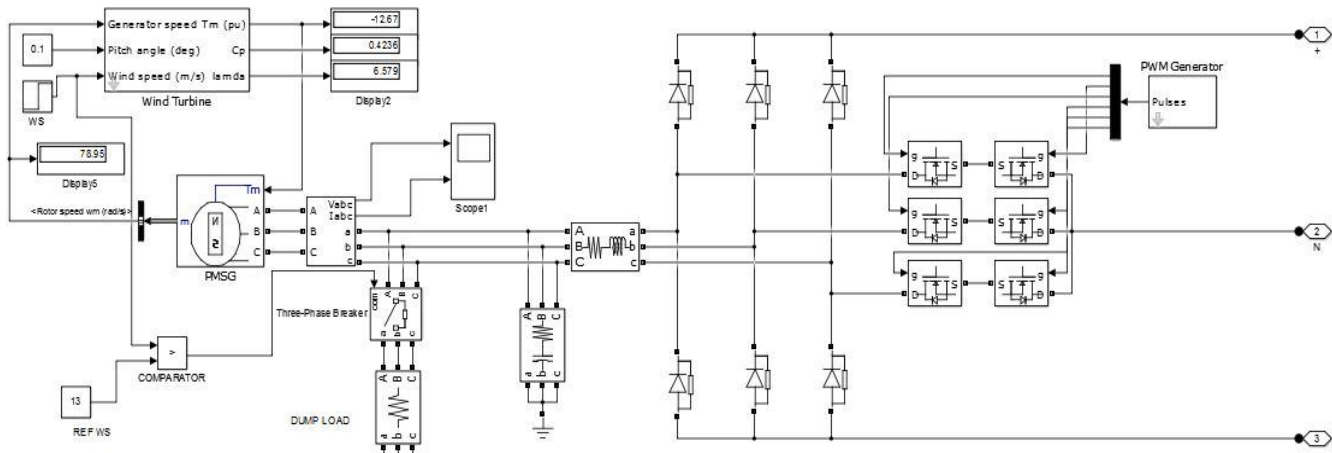 Generator speed Tm (pu)
Pitch angle (deg) Cp
Wind speed (m/s) lamda
Wind Turbine
0.1
WS
-12.67
0.4236
6.579
Display2
78.95
Display5
<Rotor speed wm (rad/s)>
m
Tm
A
B
C
N
S
PMSG
A
B
C
Vabc
Iabc
a
b
c
Scope1
com
A B C
a b c
Three-Phase Breaker
>
COMPARATOR
13
REF WS
A B C
a b c
DUMP LOAD
A B C
a b c
A
B
C
a
b
c
PWM Generator
Pulses
g
D
S
S
g
D
g
D
S
S
g
D
g
D
S
S
g
D
1
+
2
N
3